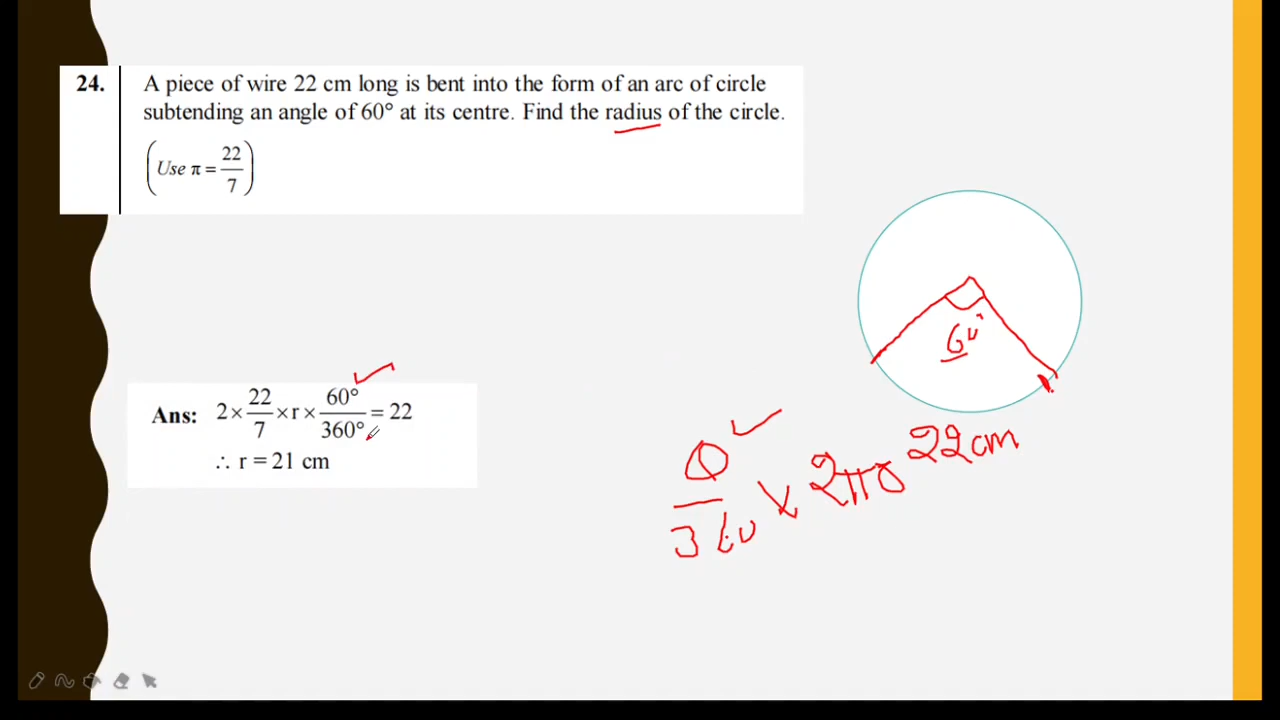 24. A piece of wire 22 cm long is bent into the form of an arc of circle
subtending an angle of 60° at its centre. Find the radius of the circle.
(Use π = 22/7)
60°
Ans: 2 × 22/7 × r × 60°/360° = 22
∴ r = 21 cm
θ/360 × 2πr 22cm